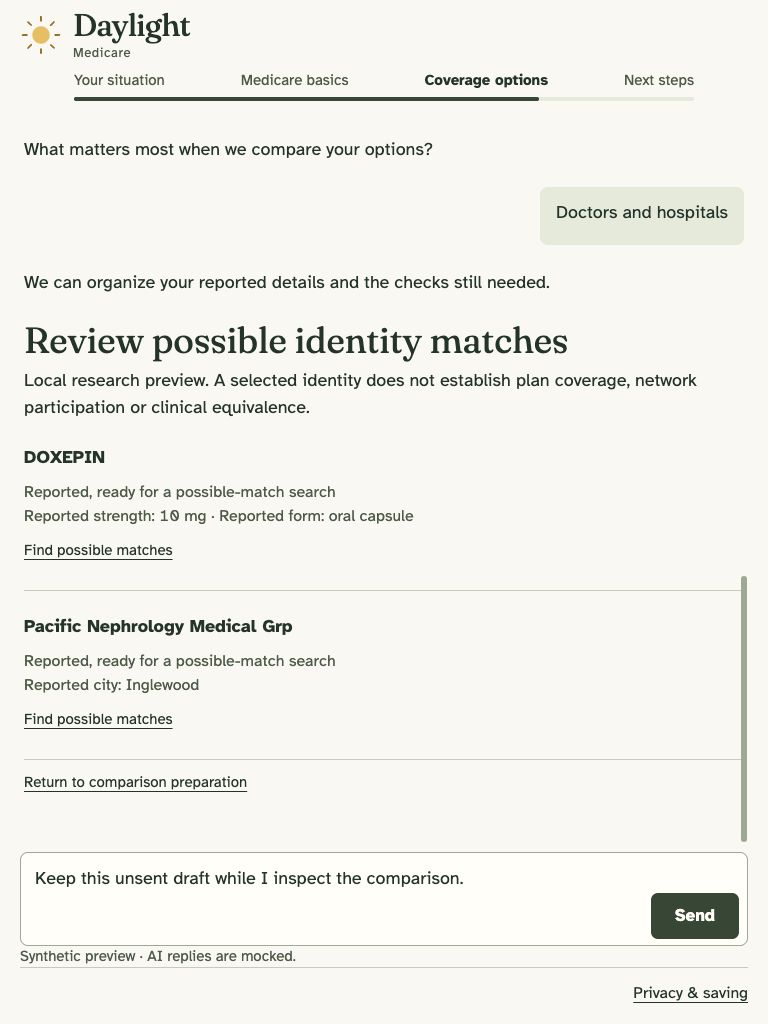 Daylight
Medicare
Your situation
Medicare basics
Coverage options
Next steps
What matters most when we compare your options?
Doctors and hospitals
We can organize your reported details and the checks still needed.
Review possible identity matches
Local research preview. A selected identity does not establish plan coverage, network
participation or clinical equivalence.
DOXEPIN
Reported, ready for a possible-match search
Reported strength: 10 mg · Reported form: oral capsule
Find possible matches
Pacific Nephrology Medical Grp
Reported, ready for a possible-match search
Reported city: Inglewood
Find possible matches
Return to comparison preparation
Keep this unsent draft while I inspect the comparison.
Send
Synthetic preview · AI replies are mocked.
Privacy & saving